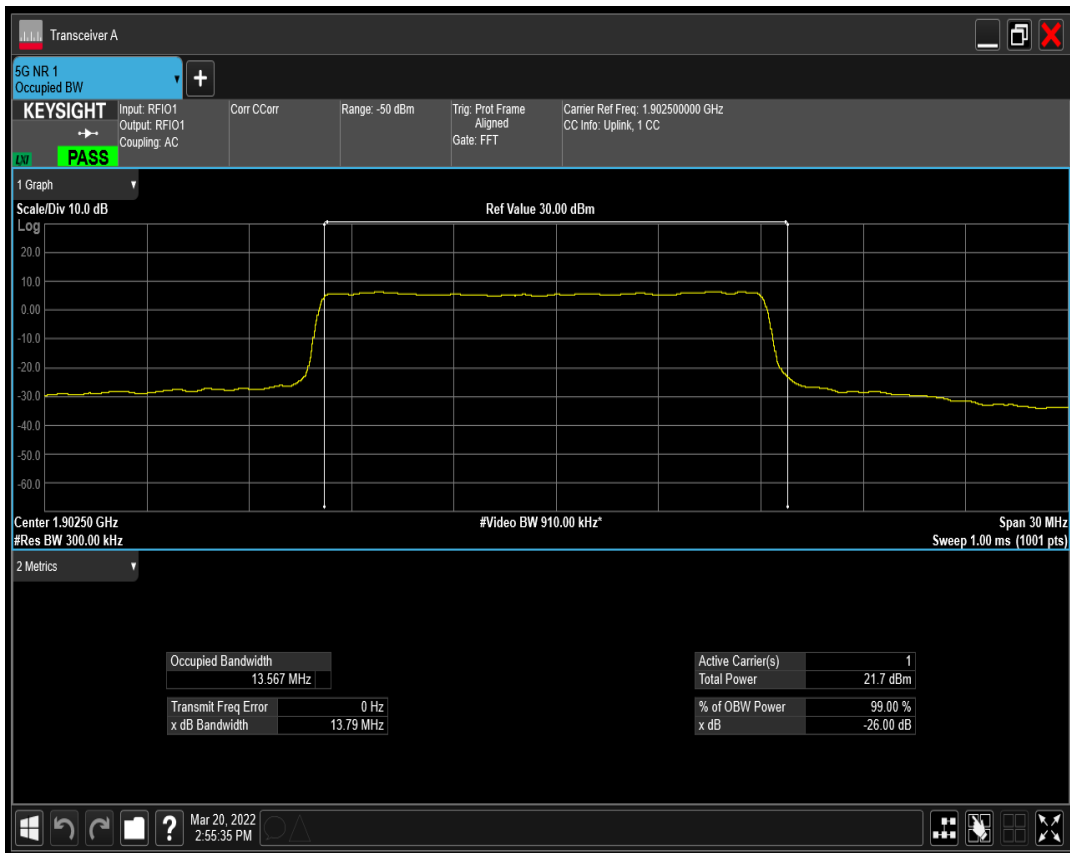 Transceiver A
5G NR 1
Occupied BW
KEYSIGHT
LXI
PASS
Input: RFIO1
Output: RFIO1
Coupling: AC
Corr CCorr
Range: -50 dBm
Trig: Prot Frame
Aligned
Gate: FFT
Carrier Ref Freq: 1.902500000 GHz
CC Info: Uplink, 1 CC
1 Graph
Scale/Div 10.0 dB
Ref Value 30.00 dBm
Log
20.0
10.0
0.00
-10.0
-20.0
-30.0
-40.0
-50.0
-60.0
Center 1.90250 GHz
#Video BW 910.00 kHz*
Span 30 MHz
#Res BW 300.00 kHz
Sweep 1.00 ms (1001 pts)
2 Metrics
Occupied Bandwidth
13.567 MHz
Transmit Freq Error 0 Hz
x dB Bandwidth 13.79 MHz
Active Carrier(s) 1
Total Power 21.7 dBm
% of OBW Power 99.00 %
x dB -26.00 dB
?
Mar 20, 2022
2:55:35 PM